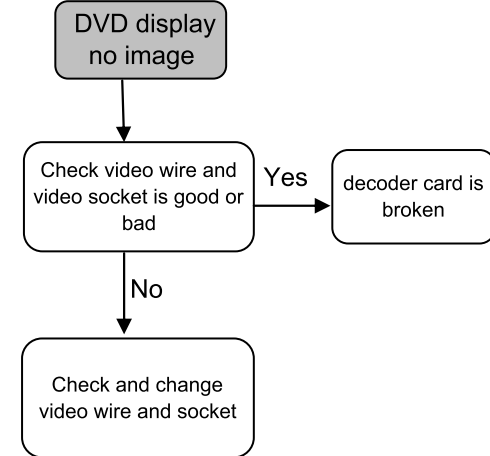 DVD display
no image
Check video wire and
video socket is good or
bad
Yes
decoder card is
broken
No
Check and change
video wire and socket